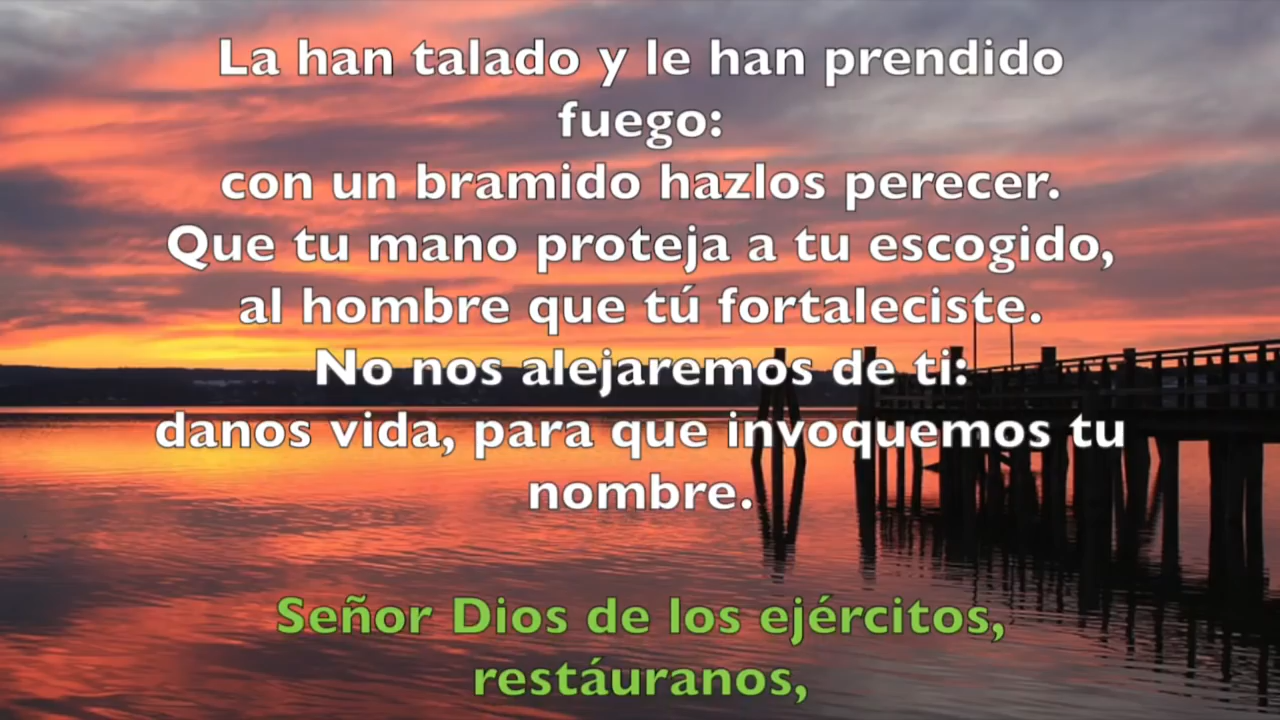 La han talado y le han prendido
fuego:
con un bramido hazlos perecer.
Que tu mano proteja a tu escogido,
al hombre que tú fortaleciste.
No nos alejaremos de ti:
danos vida, para que invoquemos tu
nombre.
Señor Dios de los ejércitos,
restáuranos,